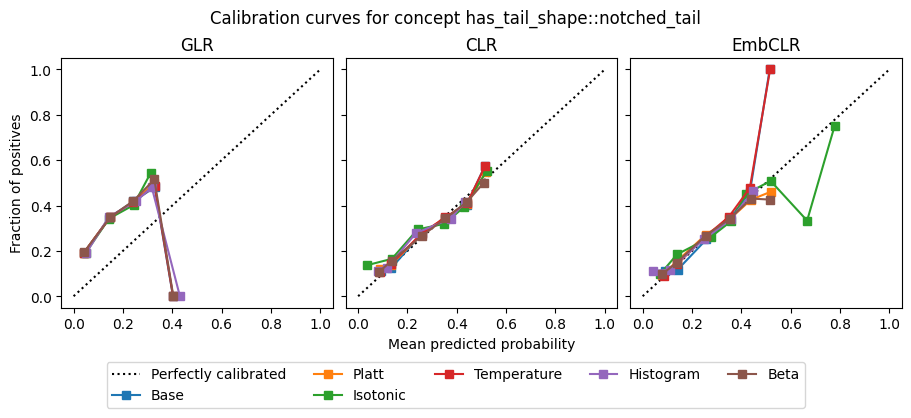 Calibration curves for concept has_tail_shape::notched_tail
GLR
CLR
EmbCLR
Fraction of positives
1.0
0.8
0.6
0.4
0.2
0.0
0.0 0.2 0.4 0.6 0.8 1.0
0.0 0.2 0.4 0.6 0.8 1.0
0.0 0.2 0.4 0.6 0.8 1.0
Mean predicted probability
Perfectly calibrated Platt Temperature Histogram Beta
Base Isotonic